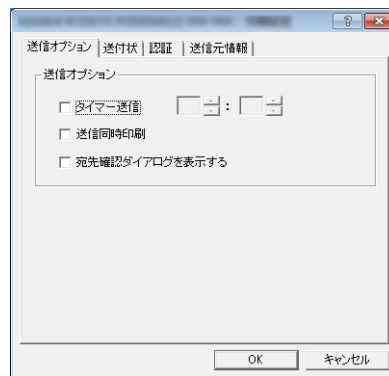 送信オプション 送付状 認証 送信元情報
送信オプション
タイマー送信 :
送信同時印刷
宛先確認ダイアログを表示する
OK キャンセル